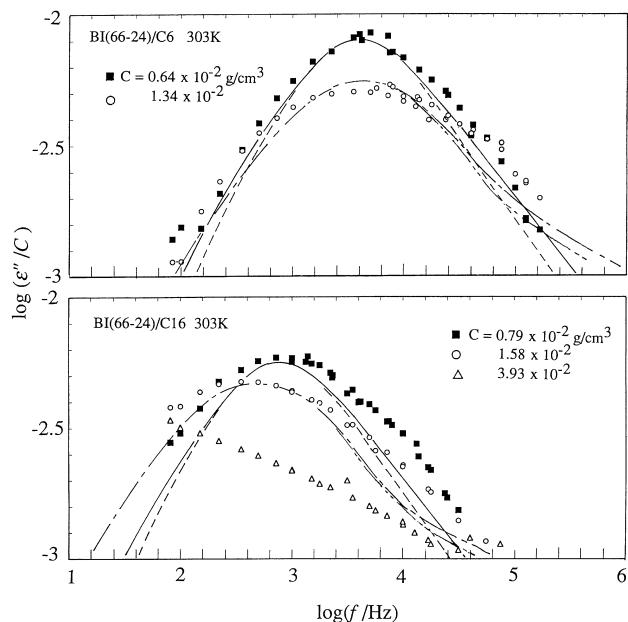 -2
BI(66-24)/C6 303K
■ C = 0.64 x 10-2 g/cm3
○ 1.34 x 10-2
-2.5
-3
log (ε″/C)
-2
BI(66-24)/C16 303K
■ C = 0.79 x 10-2 g/cm3
○ 1.58 x 10-2
△ 3.93 x 10-2
-2.5
-3
1 2 3 4 5 6
log(f/Hz)